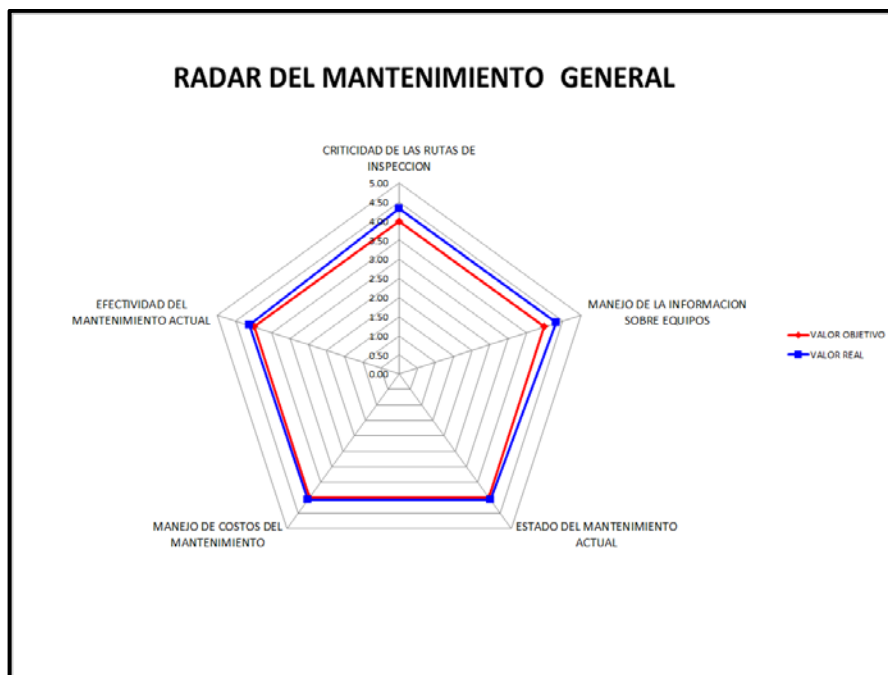 RADAR DEL MANTENIMIENTO GENERAL
CRITICIDAD DE LAS RUTAS DE
INSPECCION
5.00
4.50
4.00
3.50
3.00
2.50
2.00
1.50
1.00
0.50
0.00
MANEJO DE LA INFORMACION
SOBRE EQUIPOS
ESTADO DEL MANTENIMIENTO
ACTUAL
MANEJO DE COSTOS DEL
MANTENIMIENTO
EFECTIVIDAD DEL
MANTENIMIENTO ACTUAL
VALOR OBJETIVO
VALOR REAL